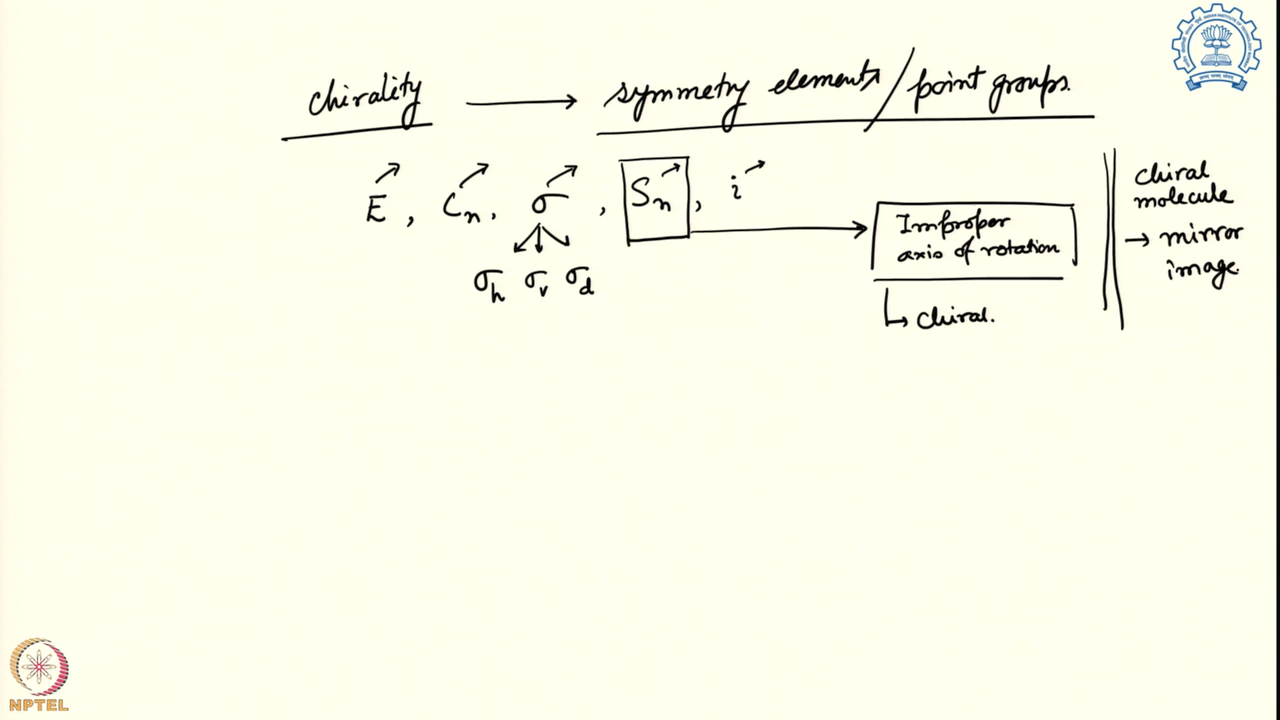 chirality → symmetry elements / point groups.
E, Cn, σ, Sn, i
σh σv σd
Improper
axis of rotation
↳ chiral.
chiral
molecule
→ mirror
image.
NPTEL